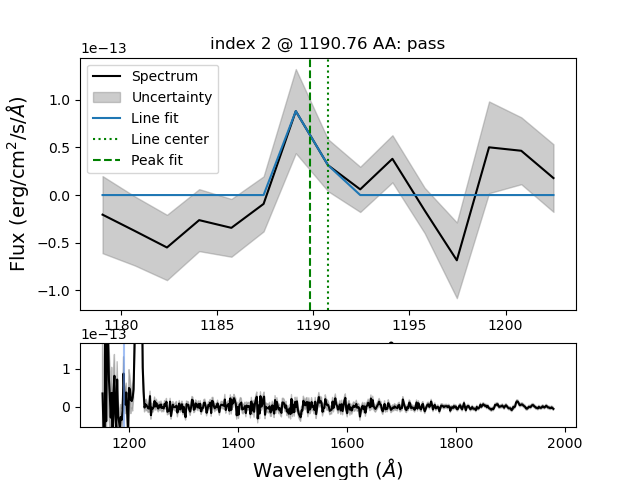 index 2 @ 1190.76 AA: pass
1e−13
Spectrum
Uncertainty
Line fit
Line center
Peak fit
1.0
0.5
0.0
−0.5
−1.0
Flux (erg/cm²/s/Å)
1180 1185 1190 1195 1200
1e−13
1
0
1200 1400 1600 1800 2000
Wavelength (Å)